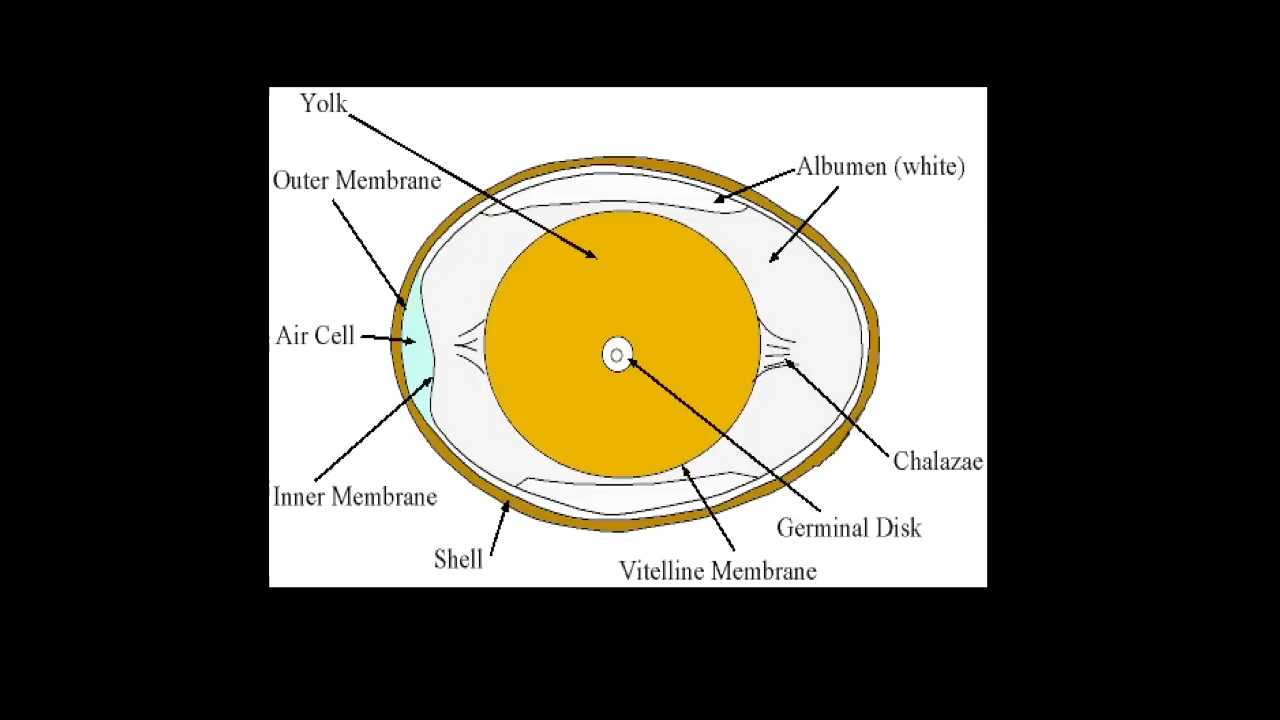 Yolk
Albumen (white)
Outer Membrane
Air Cell
Chalazae
Inner Membrane
Germinal Disk
Shell
Vitelline Membrane